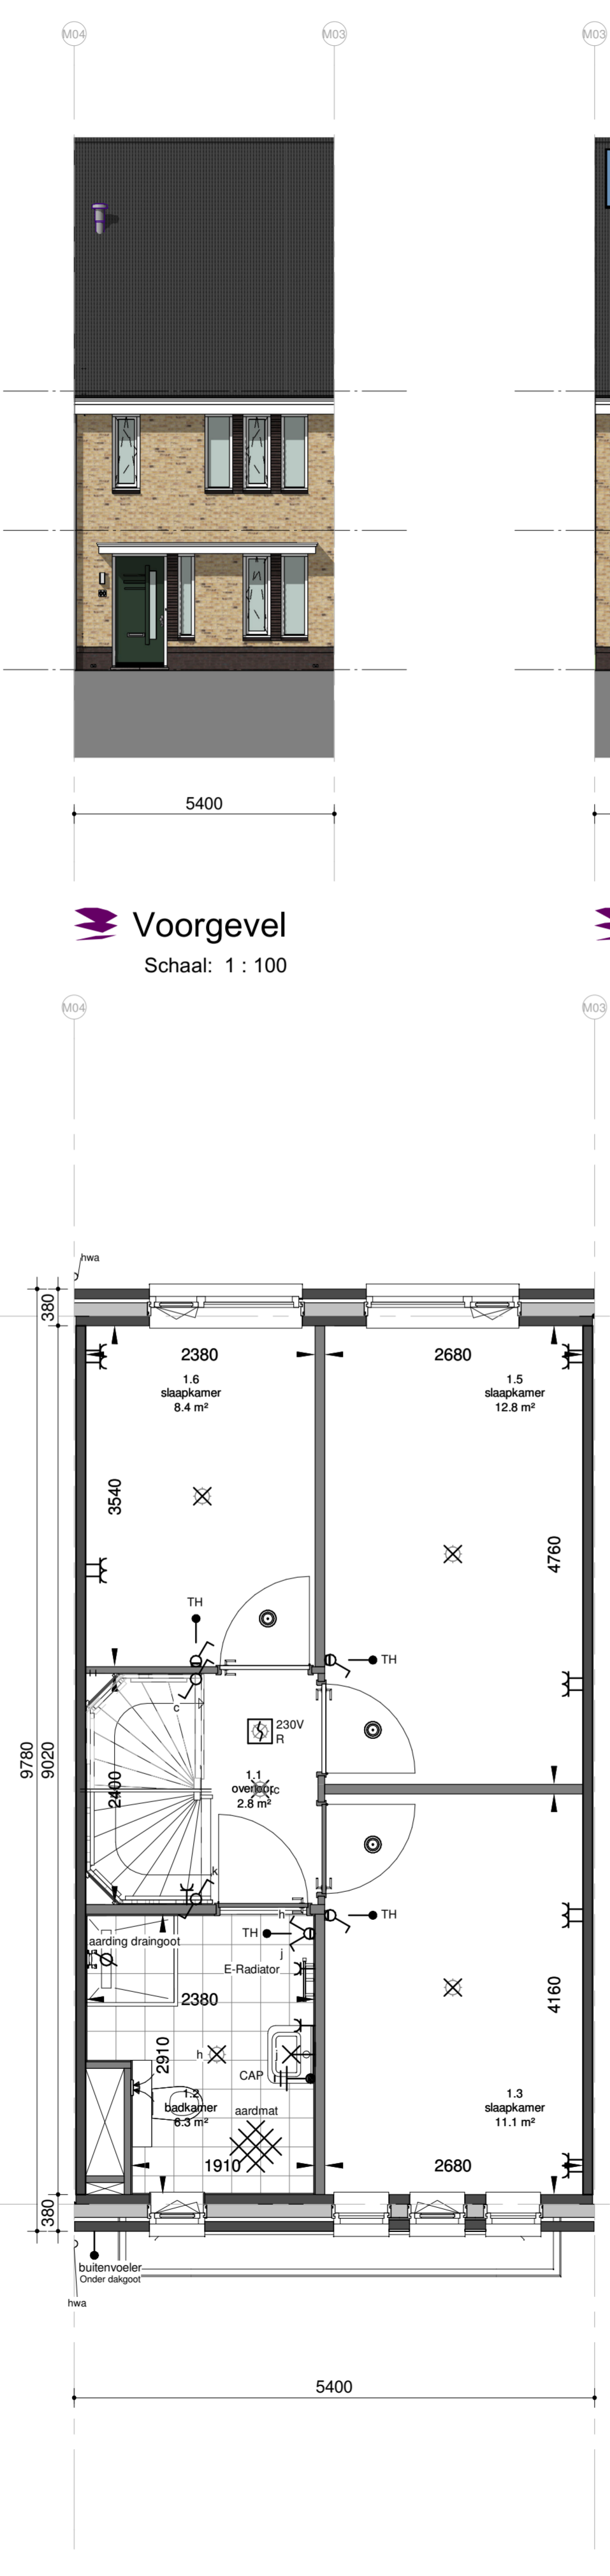 M04
M03
M03
5400
Voorgevel
Schaal: 1 : 100
M04
M03
hwa
380
2380
2680
1.6
slaapkamer
8.4 m²
1.5
slaapkamer
12.8 m²
3540
4760
TH
TH
c
230V
R
9780
9020
2400
1.1
overloop
c
2.8 m²
k
h
TH
TH
aarding draingoot
j
E-Radiator
2380
4160
2910
h
j
CAP
1.2
badkamer
6.3 m²
aardmat
1.3
slaapkamer
11.1 m²
1910
2680
380
buitenvoeler
Onder dakgoot
hwa
5400